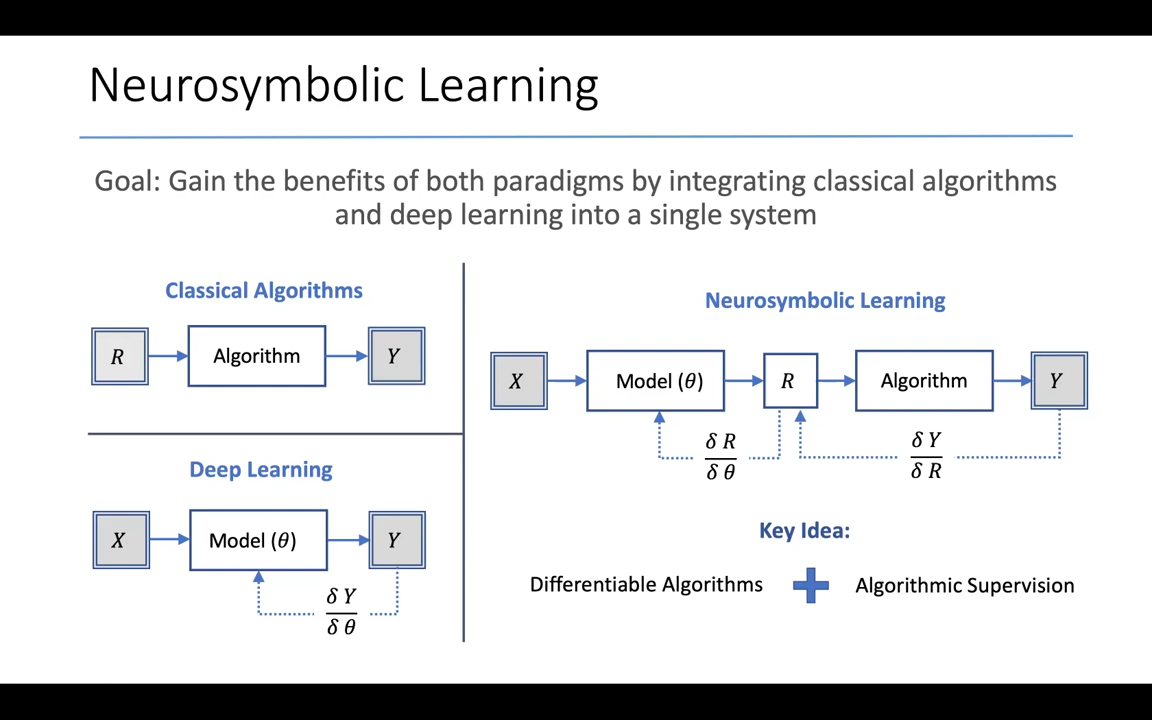 Neurosymbolic Learning
Goal: Gain the benefits of both paradigms by integrating classical algorithms
and deep learning into a single system
Classical Algorithms
R
Algorithm
Y
Deep Learning
X
Model (θ)
Y
δ Y
δ θ
Neurosymbolic Learning
X
Model (θ)
R
Algorithm
Y
δ R
δ θ
δ Y
δ R
Key Idea:
Differentiable Algorithms
Algorithmic Supervision